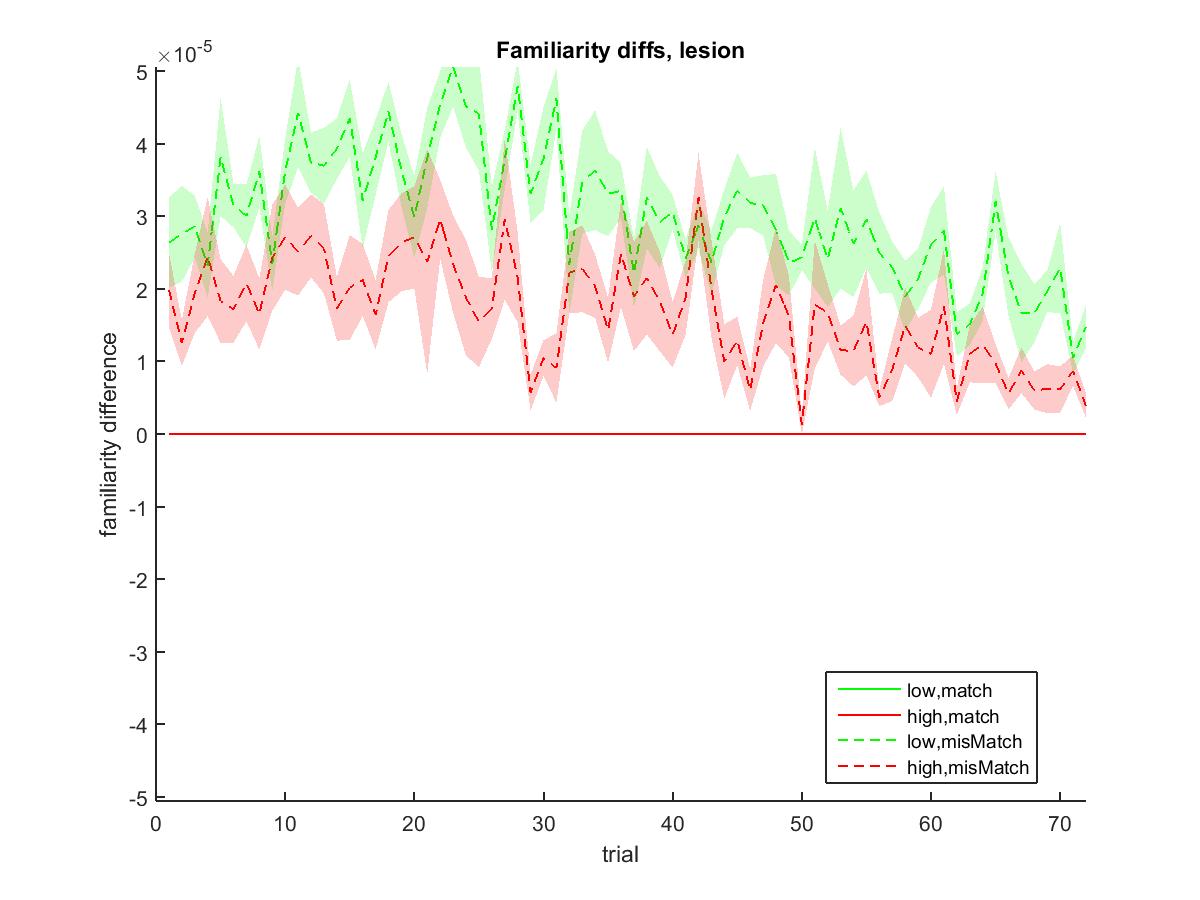 Familiarity diffs, lesion
×10-5
5
4
3
2
1
0
-1
-2
-3
-4
-5
familiarity difference
0 10 20 30 40 50 60 70
trial
low,match
high,match
low,misMatch
high,misMatch